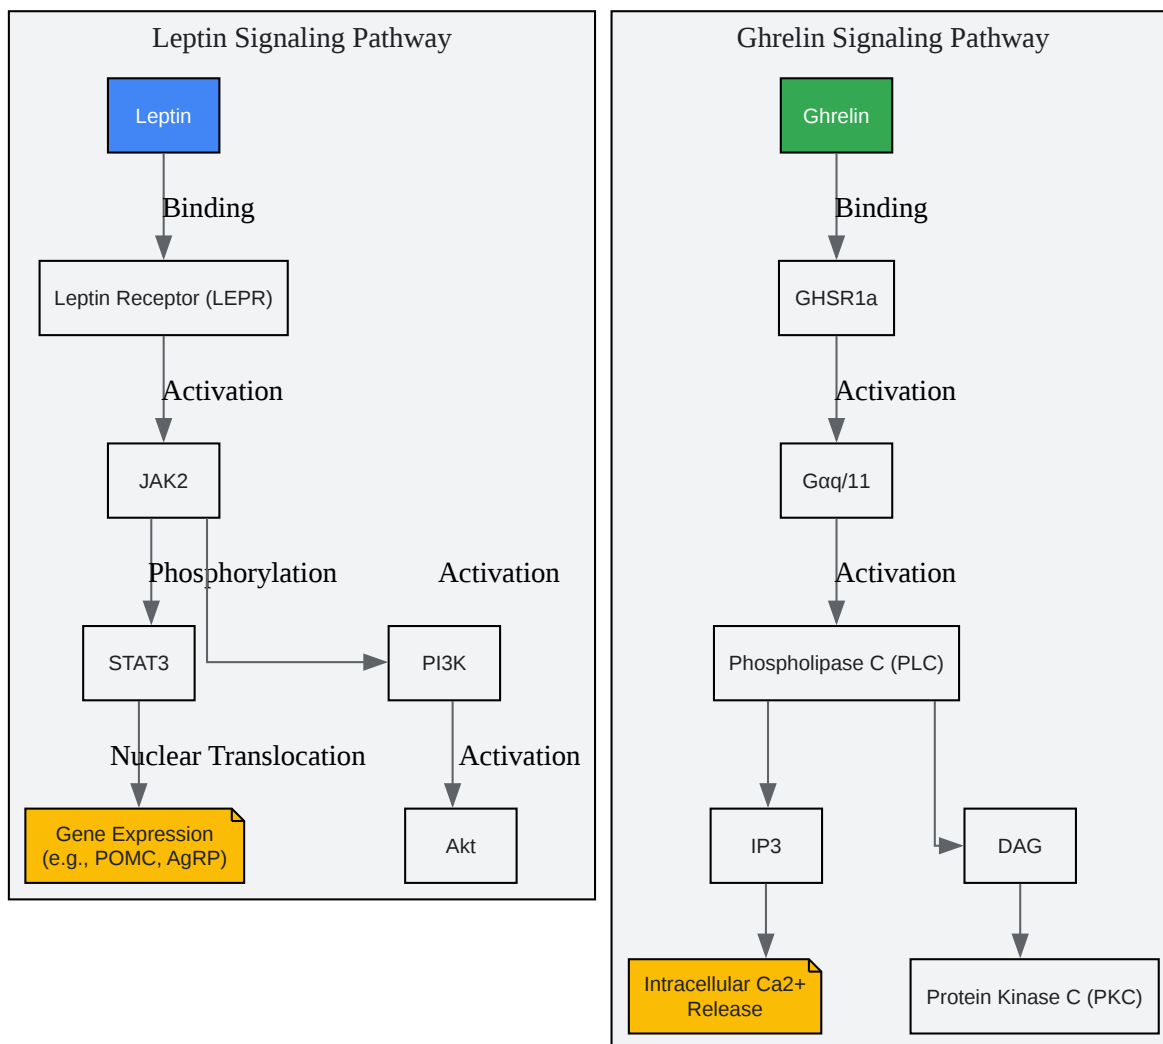 Leptin Signaling Pathway
Leptin
Binding
Leptin Receptor (LEPR)
Activation
JAK2
Phosphorylation
Activation
STAT3
PI3K
Nuclear Translocation
Activation
Gene Expression
(e.g., POMC, AgRP)
Akt
Ghrelin Signaling Pathway
Ghrelin
Binding
GHSR1a
Activation
Gαq/11
Activation
Phospholipase C (PLC)
IP3
DAG
Intracellular Ca2+
Release
Protein Kinase C (PKC)